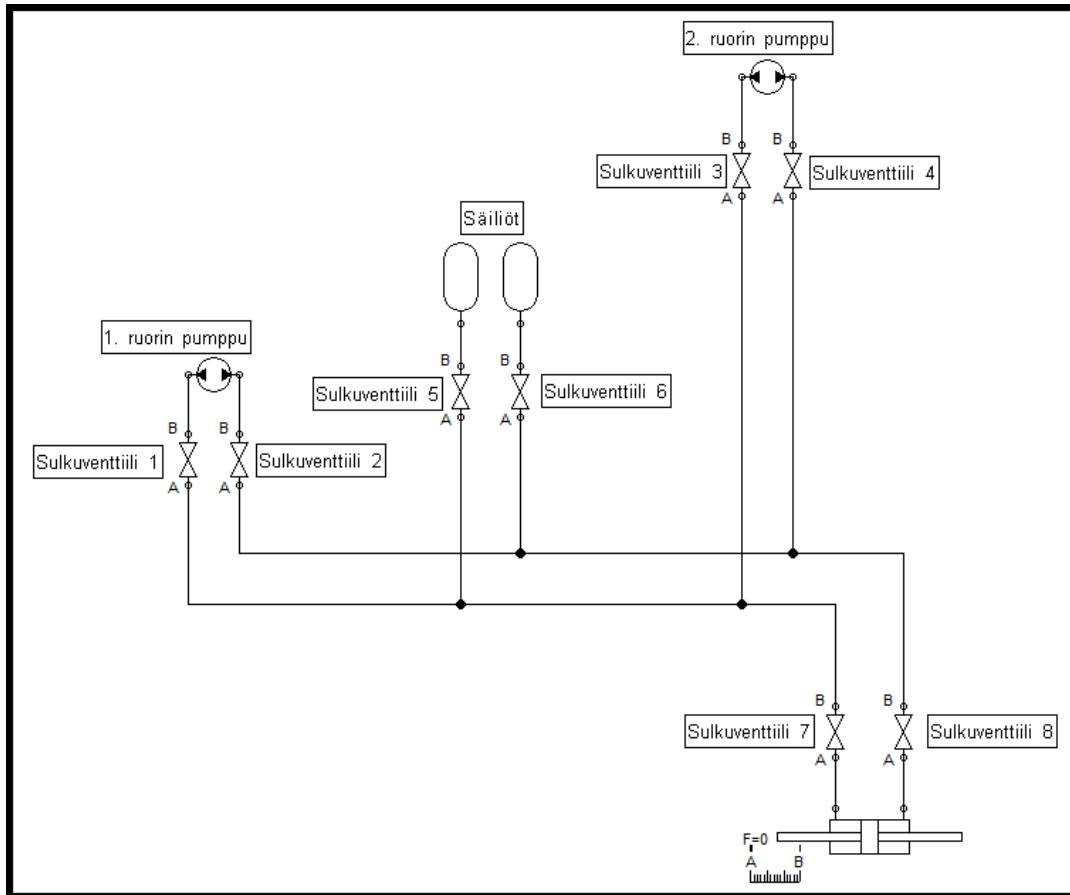 2. ruorin pumppu
B
B
Sulkuventtiili 3
Sulkuventtiili 4
A
A
Säiliöt
1. ruorin pumppu
B
B
Sulkuventtiili 5
Sulkuventtiili 6
A
A
B
B
Sulkuventtiili 1
Sulkuventtiili 2
A
A
B
B
Sulkuventtiili 7
Sulkuventtiili 8
A
A
F=0
A
B